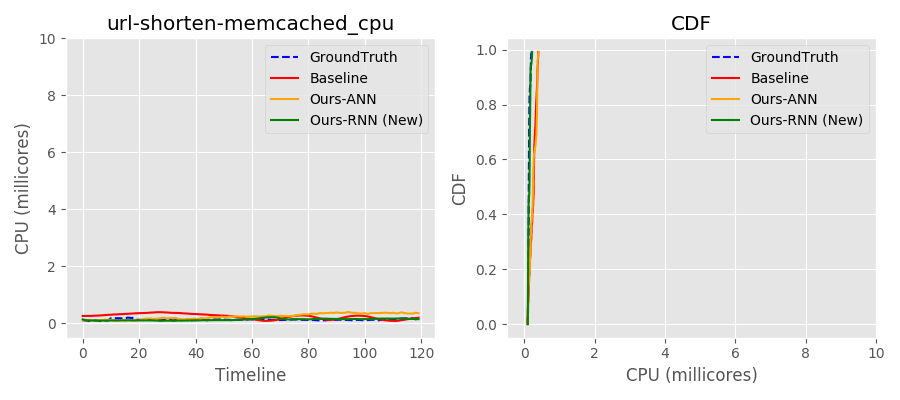 url-shorten-memcached_cpu
CPU (millicores)
10
8
6
4
2
0
GroundTruth
Baseline
Ours-ANN
Ours-RNN (New)
0 20 40 60 80 100 120
Timeline
CDF
CDF
1.0
0.8
0.6
0.4
0.2
0.0
GroundTruth
Baseline
Ours-ANN
Ours-RNN (New)
0 2 4 6 8 10
CPU (millicores)